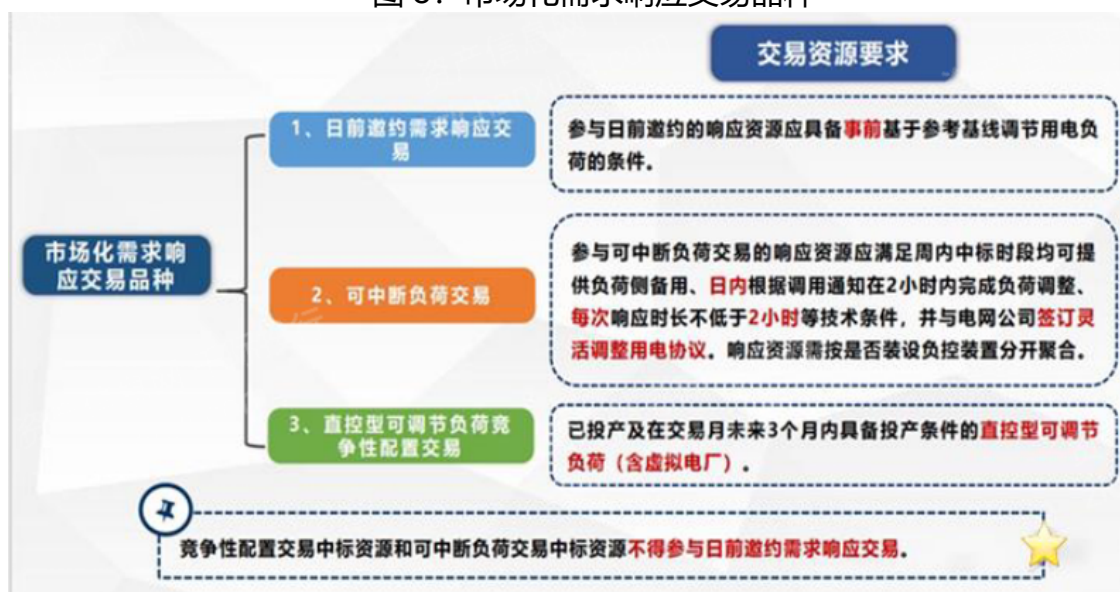 图 3：市场化需求响应交易品种
交易资源要求
1、日前邀约需求响应交
易
参与日前邀约的响应资源应具备事前基于参考基线调节用电负
荷的条件。
市场化需求响
应交易品种
2、可中断负荷交易
参与可中断负荷交易的响应资源应满足周内中标时段均可提
供负荷侧备用、日内根据调用通知在2小时内完成负荷调整、
每次响应时长不低于2小时等技术条件，并与电网公司签订灵
活调整用电协议。响应资源需按是否装设负控装置分开聚合。
3、直控型可调节负荷竞
争性配置交易
已投产及在交易月未来3个月内具备投产条件的直控型可调节
负荷（含虚拟电厂）。
竞争性配置交易中标资源和可中断负荷交易中标资源不得参与日前邀约需求响应交易。